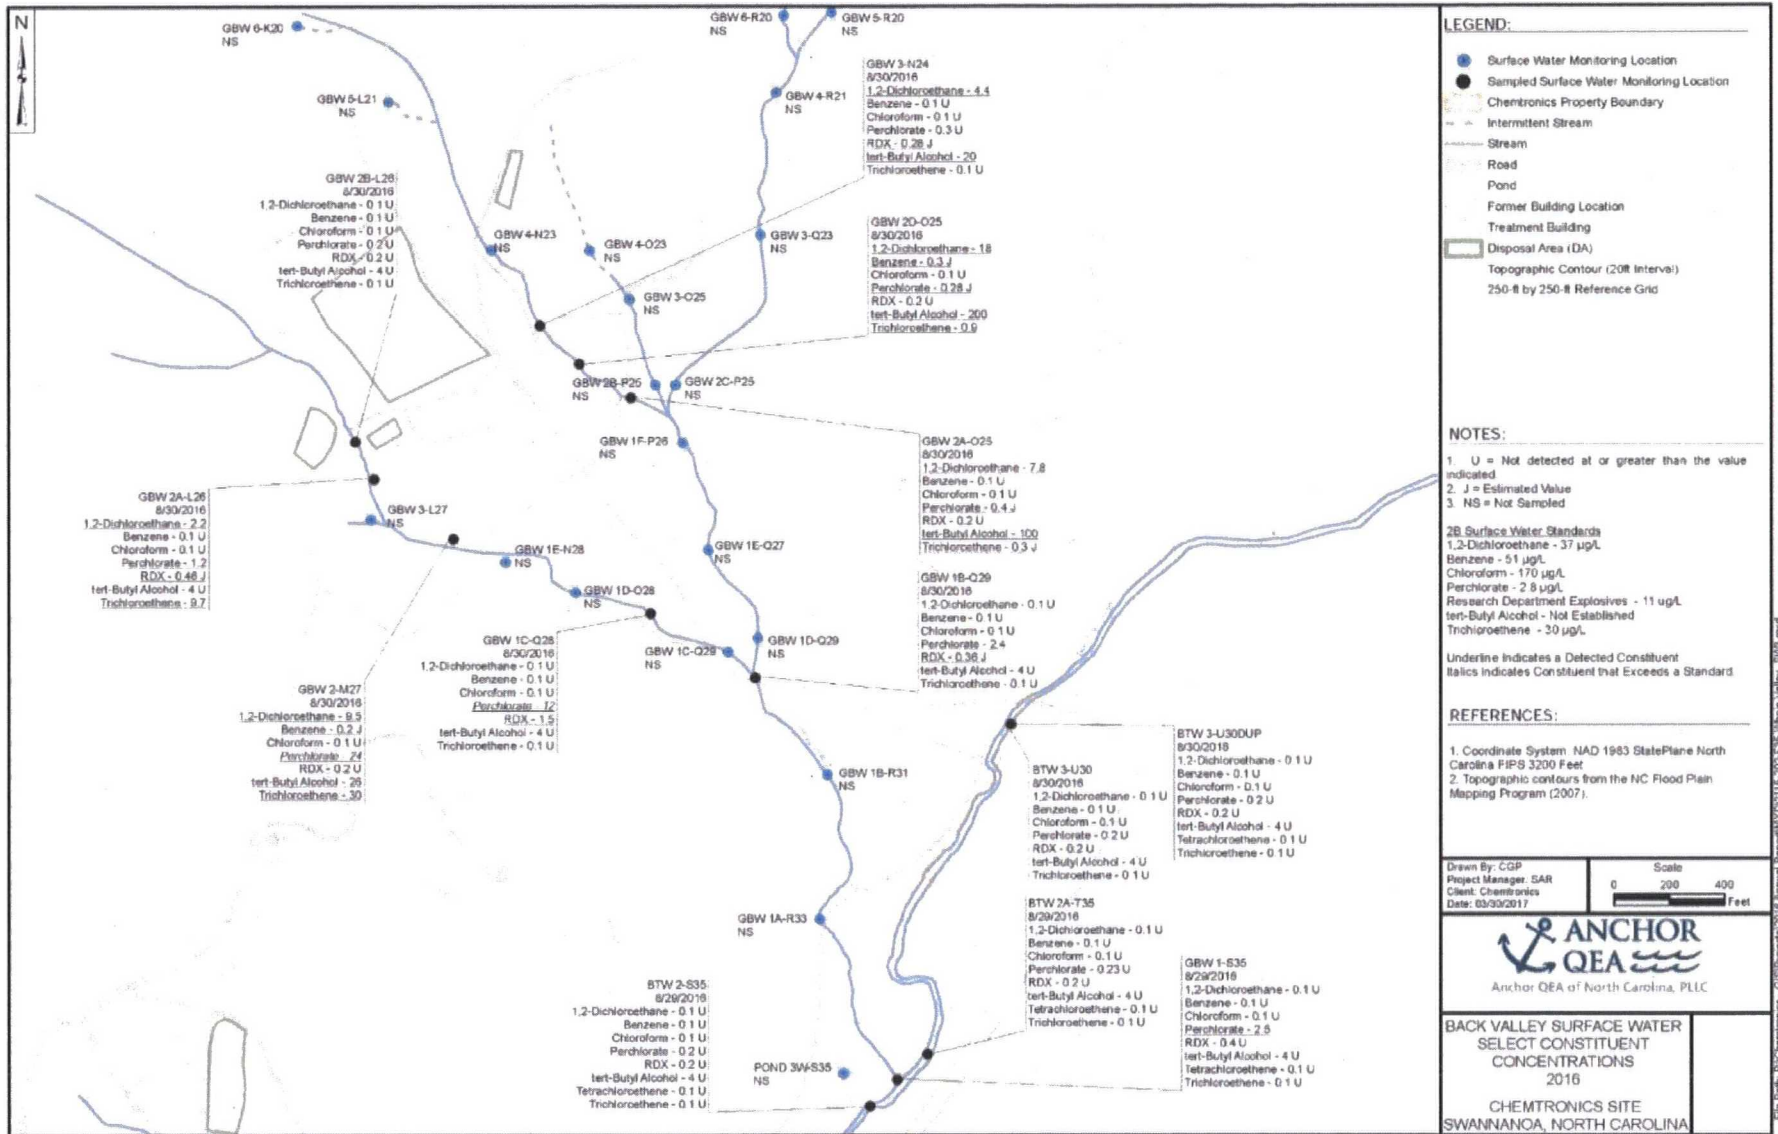 N
GBW 6-K20
NS
GBW 5-L21
NS
GBW 6-R20
NS
GBW 5-R20
NS
GBW 4-R21
NS
GBW 3-N24
8/30/2016
1,2-Dichloroethane - 4.4
Benzene - 0.1 U
Chloroform - 0.1 U
Perchlorate - 0.3 U
RDX - 0.28 J
tert-Butyl Alcohol - 20
Trichloroethene - 0.1 U
GBW 2B-L26
8/30/2016
1,2-Dichloroethane - 0.1 U
Benzene - 0.1 U
Chloroform - 0.1 U
Perchlorate - 0.2 U
RDX - 0.2 U
tert-Butyl Alcohol - 4 U
Trichloroethene - 0.1 U
GBW 4-N23
NS
GBW 4-O23
NS
GBW 3-Q23
NS
GBW 3-O25
NS
GBW 2D-O25
8/30/2016
1,2-Dichloroethane - 18
Benzene - 0.3 J
Chloroform - 0.1 U
Perchlorate - 0.28 J
RDX - 0.2 U
tert-Butyl Alcohol - 200
Trichloroethene - 0.9
GBW 2B-P25
NS
GBW 2C-P25
NS
GBW 1F-P26
NS
GBW 2A-O25
8/30/2016
1,2-Dichloroethane - 7.8
Benzene - 0.1 U
Chloroform - 0.1 U
Perchlorate - 0.4 J
RDX - 0.2 U
tert-Butyl Alcohol - 100
Trichloroethene - 0.3 J
GBW 2A-L26
8/30/2016
1,2-Dichloroethane - 2.2
Benzene - 0.1 U
Chloroform - 0.1 U
Perchlorate - 1.2
RDX - 0.46 J
tert-Butyl Alcohol - 4 U
Trichloroethene - 9.7
GBW 3-L27
NS
GBW 1E-N28
NS
GBW 1E-Q27
NS
GBW 1D-O28
NS
GBW 1B-Q29
8/30/2016
1,2-Dichloroethane - 0.1 U
Benzene - 0.1 U
Chloroform - 0.1 U
Perchlorate - 2.4
RDX - 0.36 J
tert-Butyl Alcohol - 4 U
Trichloroethene - 0.1 U
GBW 1C-Q28
8/30/2016
1,2-Dichloroethane - 0.1 U
Benzene - 0.1 U
Chloroform - 0.1 U
Perchlorate - 12
RDX - 1.5
tert-Butyl Alcohol - 4 U
Trichloroethene - 0.1 U
GBW 1C-Q29
NS
GBW 1D-Q29
NS
GBW 2-M27
8/30/2016
1,2-Dichloroethane - 9.5
Benzene - 0.2 J
Chloroform - 0.1 U
Perchlorate - 24
RDX - 0.2 U
tert-Butyl Alcohol - 26
Trichloroethene - 30
GBW 1B-R31
NS
BTW 3-U30
8/30/2016
1,2-Dichloroethane - 0.1 U
Benzene - 0.1 U
Chloroform - 0.1 U
Perchlorate - 0.2 U
RDX - 0.2 U
tert-Butyl Alcohol - 4 U
Trichloroethene - 0.1 U
BTW 3-U30DUP
8/30/2016
1,2-Dichloroethane - 0.1 U
Benzene - 0.1 U
Chloroform - 0.1 U
Perchlorate - 0.2 U
RDX - 0.2 U
tert-Butyl Alcohol - 4 U
Tetrachloroethene - 0.1 U
Trichloroethene - 0.1 U
GBW 1A-R33
NS
BTW 2A-T35
8/29/2016
1,2-Dichloroethane - 0.1 U
Benzene - 0.1 U
Chloroform - 0.1 U
Perchlorate - 0.23 U
RDX - 0.2 U
tert-Butyl Alcohol - 4 U
Tetrachloroethene - 0.1 U
Trichloroethene - 0.1 U
GBW 1-S35
8/29/2016
1,2-Dichloroethane - 0.1 U
Benzene - 0.1 U
Chloroform - 0.1 U
Perchlorate - 2.8
RDX - 0.4 U
tert-Butyl Alcohol - 4 U
Tetrachloroethene - 0.1 U
Trichloroethene - 0.1 U
BTW 2-S35
8/29/2016
1,2-Dichloroethane - 0.1 U
Benzene - 0.1 U
Chloroform - 0.1 U
Perchlorate - 0.2 U
RDX - 0.2 U
tert-Butyl Alcohol - 4 U
Tetrachloroethene - 0.1 U
Trichloroethene - 0.1 U
POND 3W-S35
NS
LEGEND:
Surface Water Monitoring Location
Sampled Surface Water Monitoring Location
Chemtronics Property Boundary
Intermittent Stream
Stream
Road
Pond
Former Building Location
Treatment Building
Disposal Area (DA)
Topographic Contour (20ft Interval)
250-ft by 250-ft Reference Grid
NOTES:
1. U = Not detected at or greater than the value
indicated
2. J = Estimated Value
3. NS = Not Sampled
2B Surface Water Standards
1,2-Dichloroethane - 37 µg/L
Benzene - 51 µg/L
Chloroform - 170 µg/L
Perchlorate - 2.8 µg/L
Research Department Explosives - 11 ug/L
tert-Butyl Alcohol - Not Established
Trichloroethene - 30 µg/L
Underline Indicates a Detected Constituent
Italics Indicates Constituent that Exceeds a Standard
REFERENCES:
1. Coordinate System NAD 1983 StatePlane North
Carolina FIPS 3200 Feet
2. Topographic contours from the NC Flood Plain
Mapping Program (2007).
Drawn By: CGP
Project Manager: SAR
Client: Chemtronics
Date: 03/30/2017
Scale
0 200 400
Feet
ANCHOR
QEA
Anchor QEA of North Carolina, PLLC
BACK VALLEY SURFACE WATER
SELECT CONSTITUENT
CONCENTRATIONS
2016
CHEMTRONICS SITE
SWANNANOA, NORTH CAROLINA